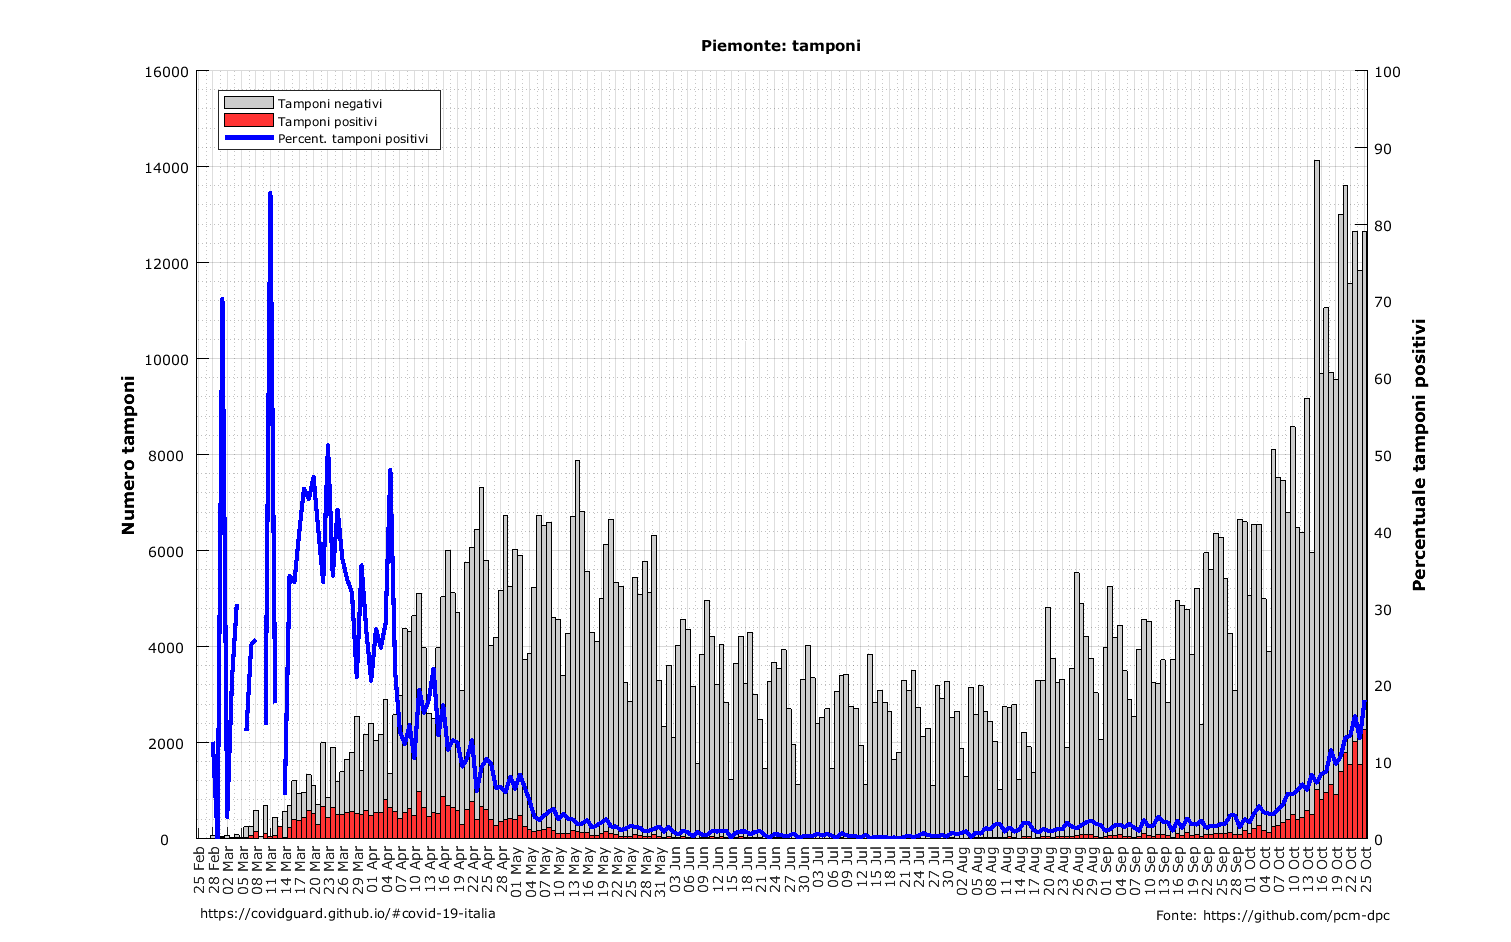 Piemonte: tamponi
16000
14000
12000
10000
8000
6000
4000
2000
0
Numero tamponi
Tamponi negativi
Tamponi positivi
Percent. tamponi positivi
100
90
80
70
60
50
40
30
20
10
0
Percentuale tamponi positivi
25 Feb
28 Feb
02 Mar
05 Mar
08 Mar
11 Mar
14 Mar
17 Mar
20 Mar
23 Mar
26 Mar
29 Mar
01 Apr
04 Apr
07 Apr
10 Apr
13 Apr
16 Apr
19 Apr
22 Apr
25 Apr
28 Apr
01 May
04 May
07 May
10 May
13 May
16 May
19 May
22 May
25 May
28 May
31 May
03 Jun
06 Jun
09 Jun
12 Jun
15 Jun
18 Jun
21 Jun
24 Jun
27 Jun
30 Jun
03 Jul
06 Jul
09 Jul
12 Jul
15 Jul
18 Jul
21 Jul
24 Jul
27 Jul
30 Jul
02 Aug
05 Aug
08 Aug
11 Aug
14 Aug
17 Aug
20 Aug
23 Aug
26 Aug
29 Aug
01 Sep
04 Sep
07 Sep
10 Sep
13 Sep
16 Sep
19 Sep
22 Sep
25 Sep
28 Sep
01 Oct
04 Oct
07 Oct
10 Oct
13 Oct
16 Oct
19 Oct
22 Oct
25 Oct
https://covidguard.github.io/#covid-19-italia
Fonte: https://github.com/pcm-dpc